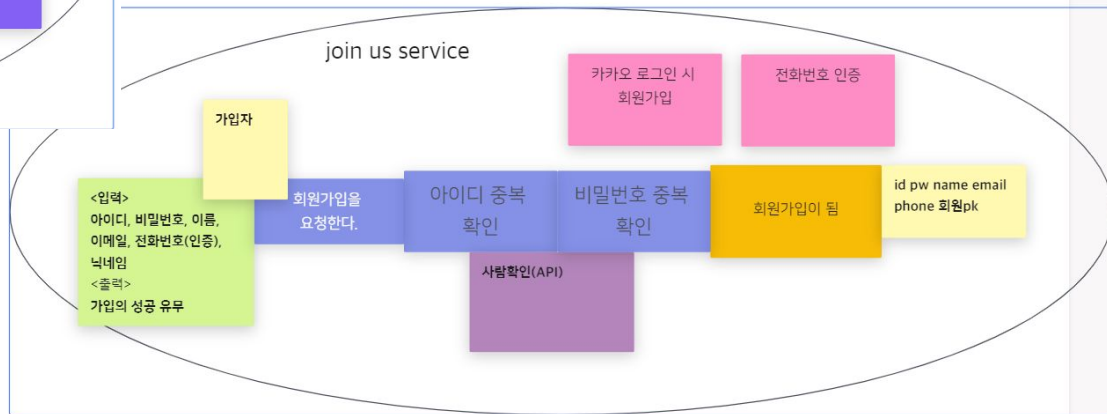 join us service
카카오 로그인 시
회원가입
전화번호 인증
가입자
<입력>
아이디, 비밀번호, 이름,
이메일, 전화번호(인증),
닉네임
<출력>
가입의 성공 유무
회원가입을
요청한다.
아이디 중복
확인
비밀번호 중복
확인
회원가입이 됨
id pw name email
phone 회원pk
사람확인(API)